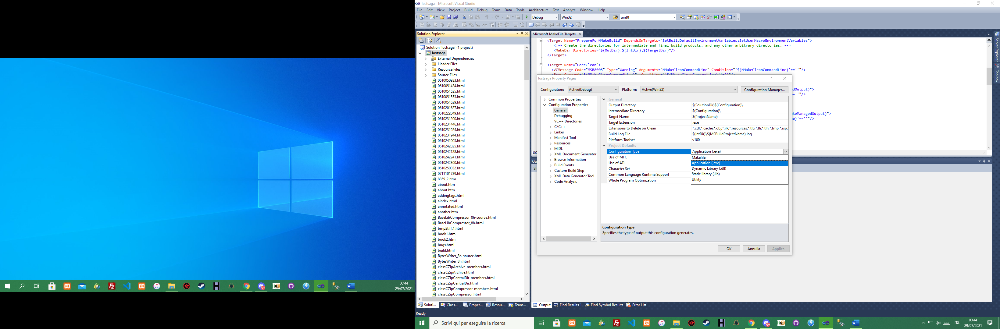 00:44
29/07/2021
lostsaga - Microsoft Visual Studio
File Edit View Project Build Debug Team Data Tools Architecture Test Analyze Window Help
Debug Win32 uint8
Solution Explorer
Solution 'lostsaga' (1 project)
lostsaga
External Dependencies
Header Files
Resource Files
Source Files
0610050933.html
0610051434.html
0610051525.html
0610051553.html
0610051629.html
0610201627.html
0610222049.html
0610231200.html
0610231446.html
0610231924.html
0610231944.html
0610241003.html
0610242025.html
0610242128.html
0610242241.html
0610242300.html
0610250032.html
0711101739.html
8859_2.htm
about.htm
about.htm
addingtags.html
aindex.html
annotated.html
another.htm
BaseLibCompressor_8h-source.html
BaseLibCompressor_8h.html
bmp2tiff.1.html
book1.htm
book2.htm
bugs.html
build.html
BytesWriter_8h-source.html
BytesWriter_8h.html
classCZipArchive-members.html
classCZipArchive.html
classCZipCentralDir-members.html
classCZipCentralDir.html
classCZipCompressor-members.html
classCZipCompressor.html
Soluti... Class... Proper... Resou... Team...
Ready
Microsoft.MakeFile.Targets
<Target Name="PrepareForNMakeBuild" DependsOnTargets="SetBuildDefaultEnvironmentVariables;SetUserMacroEnvironmentVariables">
<!-- Create the directories for intermediate and final build products, and any other arbitrary directories. -->
<MakeDir Directories="$(OutDir);$(IntDir);$(TargetDir)"/>
</Target>
<Target Name="CoreClean">
<VCMessage Code="MSB8005" Type="Warning" Arguments="NMakeCleanCommandLine" Condition="'$(NMakeCleanCommandLine)'==''"/>
edOutput)">
=''"/>
akeManagedOutput)">
e)'==''"/>
100
lostsaga Property Pages
Configuration: Active(Debug) Platform: Active(Win32) Configuration Manager...
Common Properties
Configuration Properties
General
Debugging
VC++ Directories
C/C++
Linker
Manifest Tool
Resources
MIDL
XML Document Generator
Browse Information
Build Events
Custom Build Step
XML Data Generator Tool
Code Analysis
General
Output Directory $(SolutionDir)$(Configuration)\
Intermediate Directory $(Configuration)\
Target Name $(ProjectName)
Target Extension .exe
Extensions to Delete on Clean *.cdf;*.cache;*.obj;*.ilk;*.resources;*.tlb;*.tli;*.tlh;*.tmp;*.rsp;
Build Log File $(IntDir)\$(MSBuildProjectName).log
Platform Toolset v100
Project Defaults
Configuration Type Application (.exe)
Use of MFC
Use of ATL
Character Set
Common Language Runtime Support
Whole Program Optimization
Makefile
Application (.exe)
Dynamic Library (.dll)
Static library (.lib)
Utility
Configuration Type
Specifies the type of output this configuration generates.
OK Annulla Applica
Output Find Results 1 Find Symbol Results Error List
Server Explorer
Toolbox
Scrivi qui per eseguire la ricerca
ITA
00:44
29/07/2021